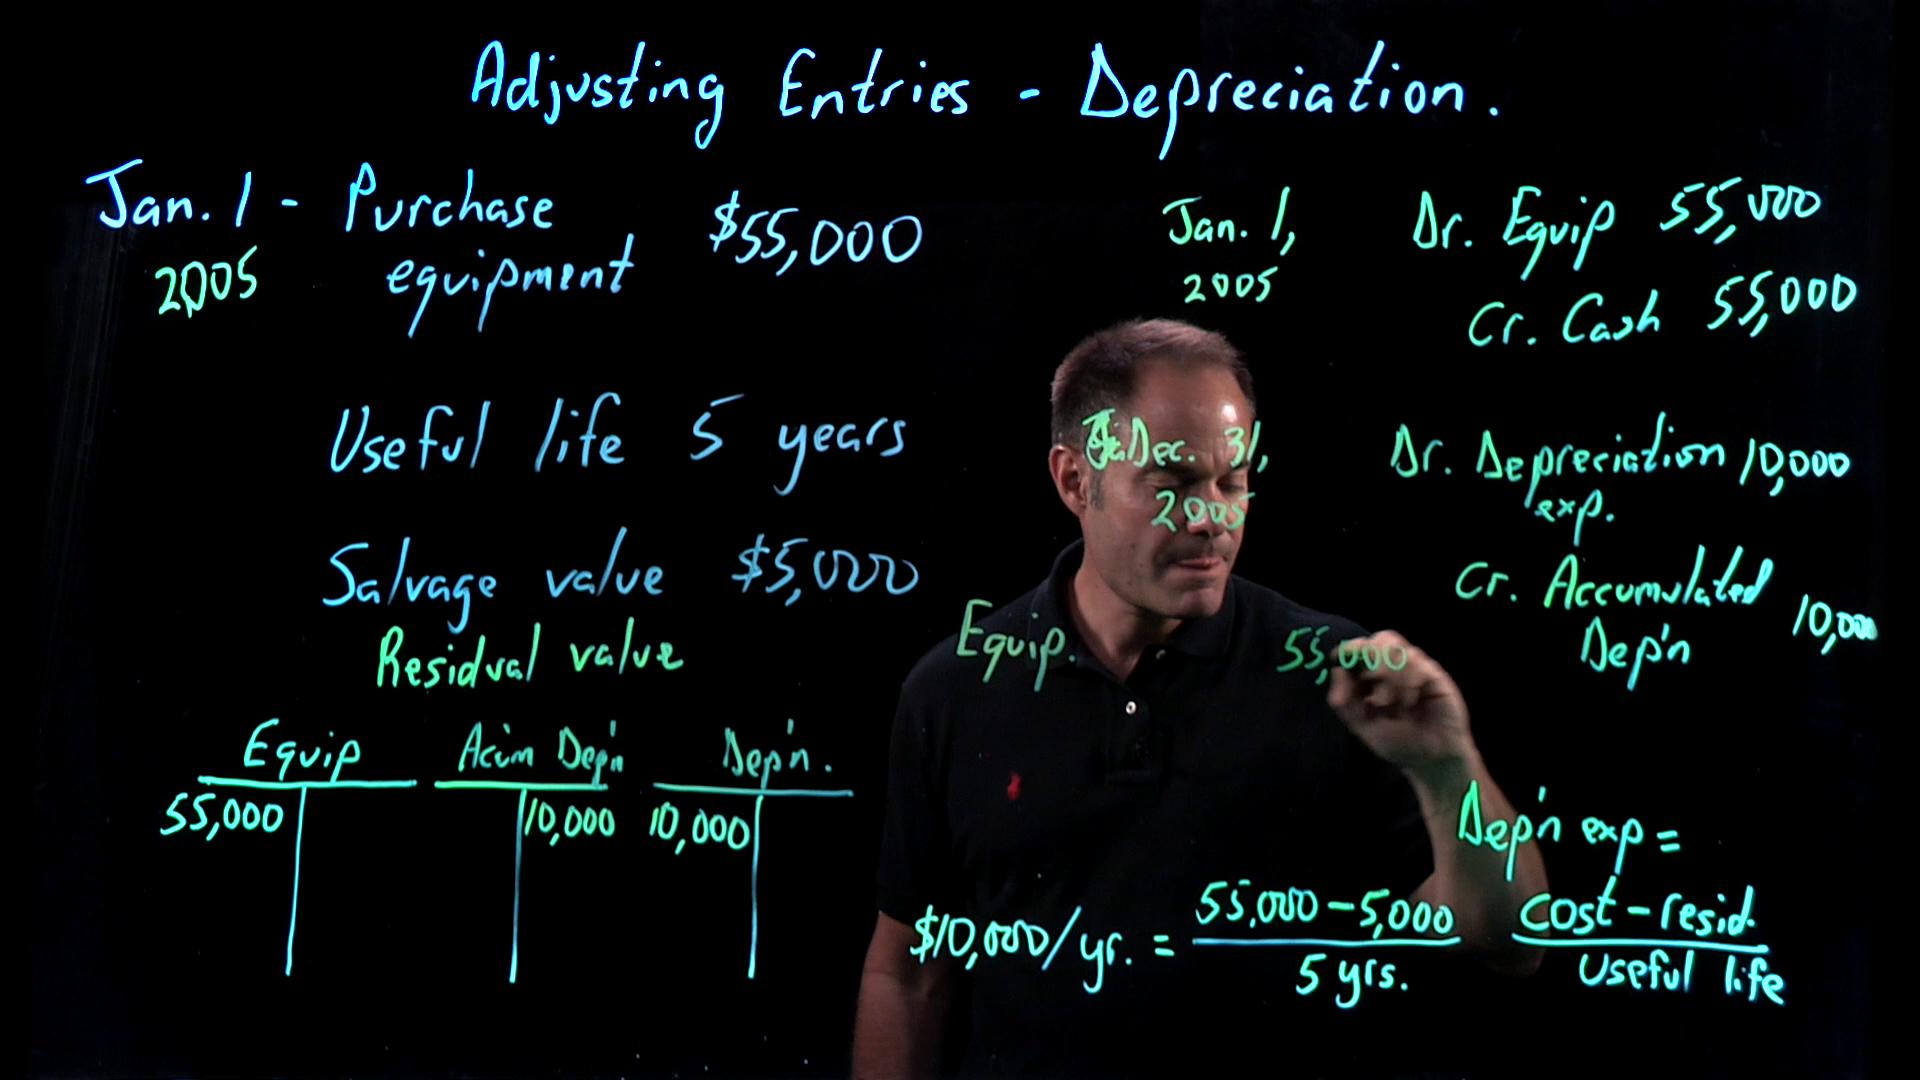 Adjusting Entries - Depreciation.
Jan. 1 - Purchase equipment $55,000
2005
Useful life 5 years
Salvage value $5,000
Residual value
Equip
55,000
Acc'm Dep'n
10,000
Dep'n.
10,000
Jan. 1, 2005
Dr. Equip 55,000
Cr. Cash 55,000
Dec. 31, 2005
Dr. Depreciation exp. 10,000
Cr. Accumulated Dep'n 10,000
Equip. 55,000
Dep'n exp =
$10,000/yr. = 55,000 - 5,000 cost - resid.
5 yrs. Useful life